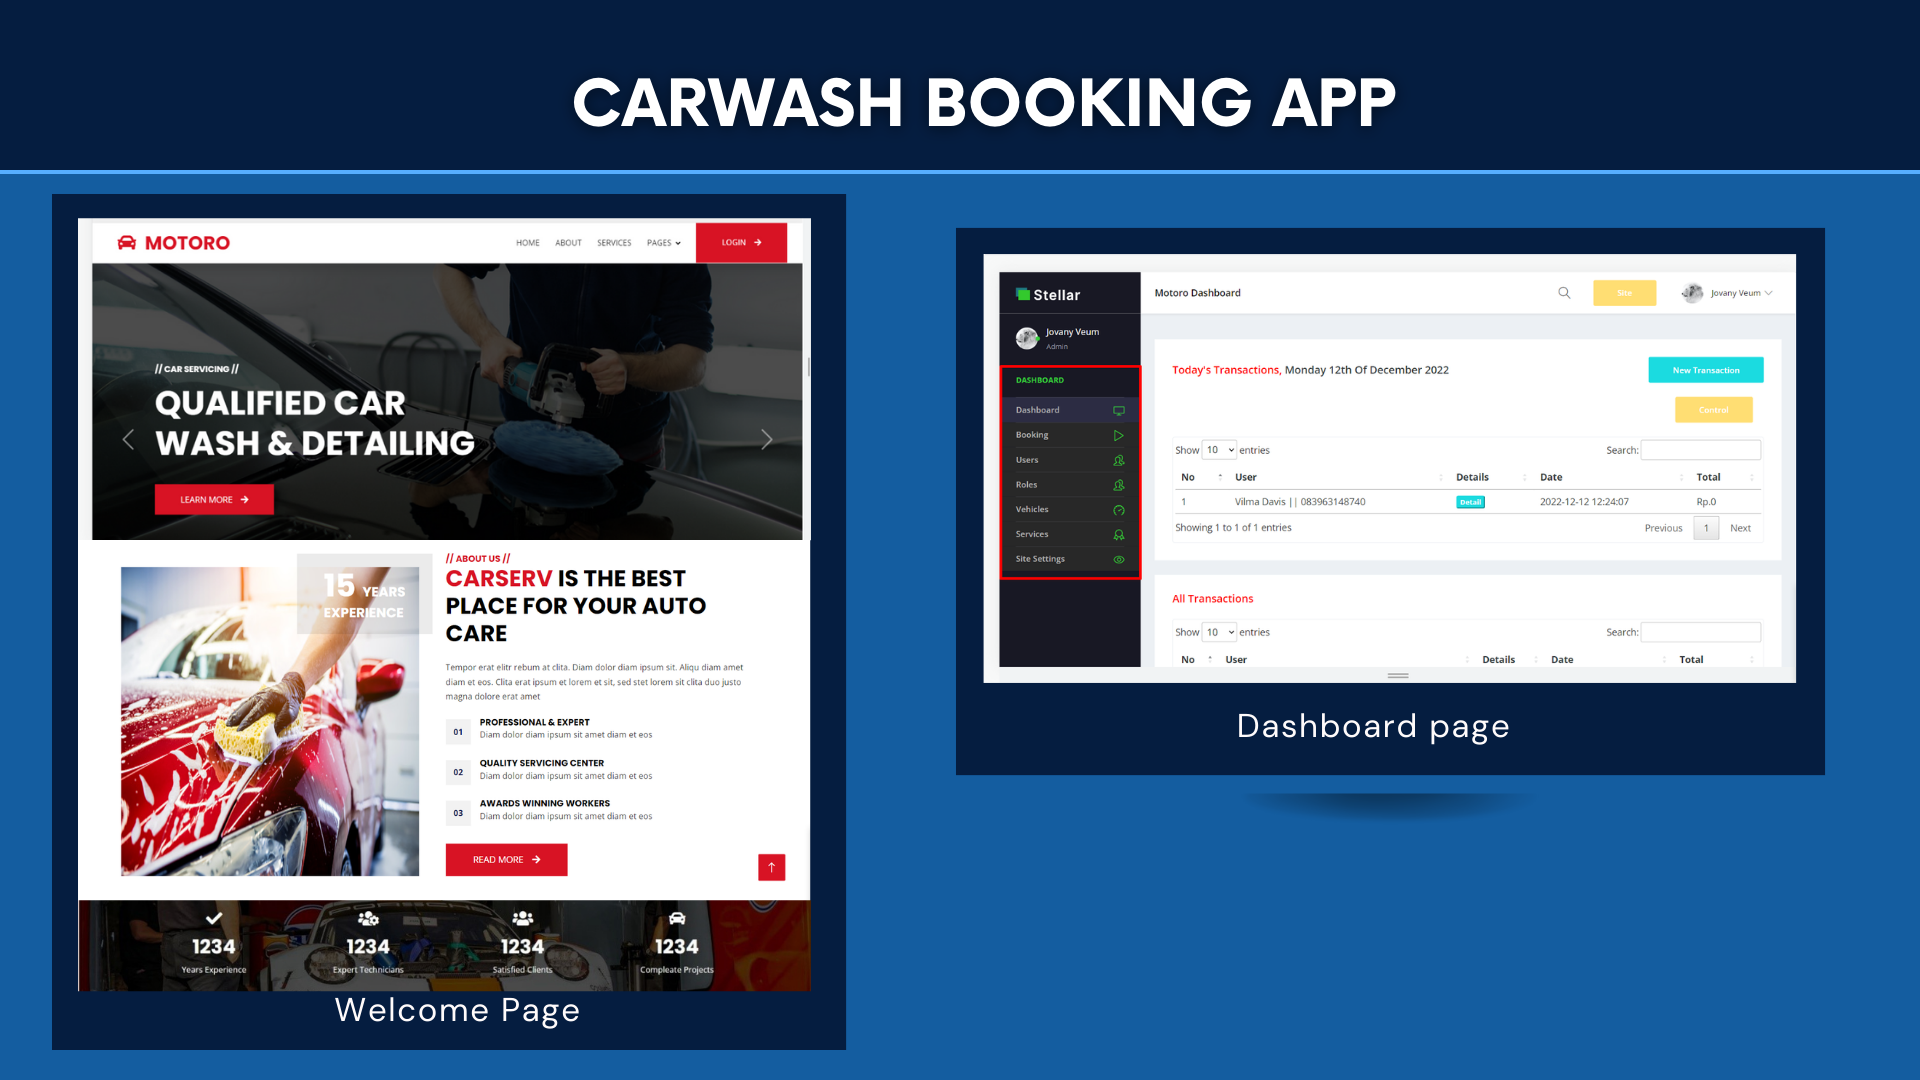 CARWASH BOOKING APP
MOTORO
HOME ABOUT SERVICES PAGES LOGIN
// CAR SERVICING //
QUALIFIED CAR
WASH & DETAILING
LEARN MORE
15 YEARS
EXPERIENCE
// ABOUT US //
CARSERV IS THE BEST
PLACE FOR YOUR AUTO
CARE
Tempor erat elitr rebum at clita. Diam dolor diam ipsum sit. Aliqu diam amet
diam et eos. Clita erat ipsum et lorem et sit, sed stet lorem sit clita duo justo
magna dolore erat amet
01 PROFESSIONAL & EXPERT
Diam dolor diam ipsum sit amet diam et eos
02 QUALITY SERVICING CENTER
Diam dolor diam ipsum sit amet diam et eos
03 AWARDS WINNING WORKERS
Diam dolor diam ipsum sit amet diam et eos
READ MORE
PORSCHE
1234 1234 1234 1234
Years Experience Expert Technicians Satisfied Clients Compleate Projects
Welcome Page
Stellar
Motoro Dashboard
Site
Jovany Veum
Jovany Veum
Admin
DASHBOARD
Dashboard
Booking
Users
Roles
Vehicles
Services
Site Settings
Today's Transactions, Monday 12th Of December 2022
New Transaction
Control
Show 10 entries Search:
No User Details Date Total
1 Vilma Davis || 083963148740 Detail 2022-12-12 12:24:07 Rp.0
Showing 1 to 1 of 1 entries Previous 1 Next
All Transactions
Show 10 entries Search:
No User Details Date Total
Dashboard page